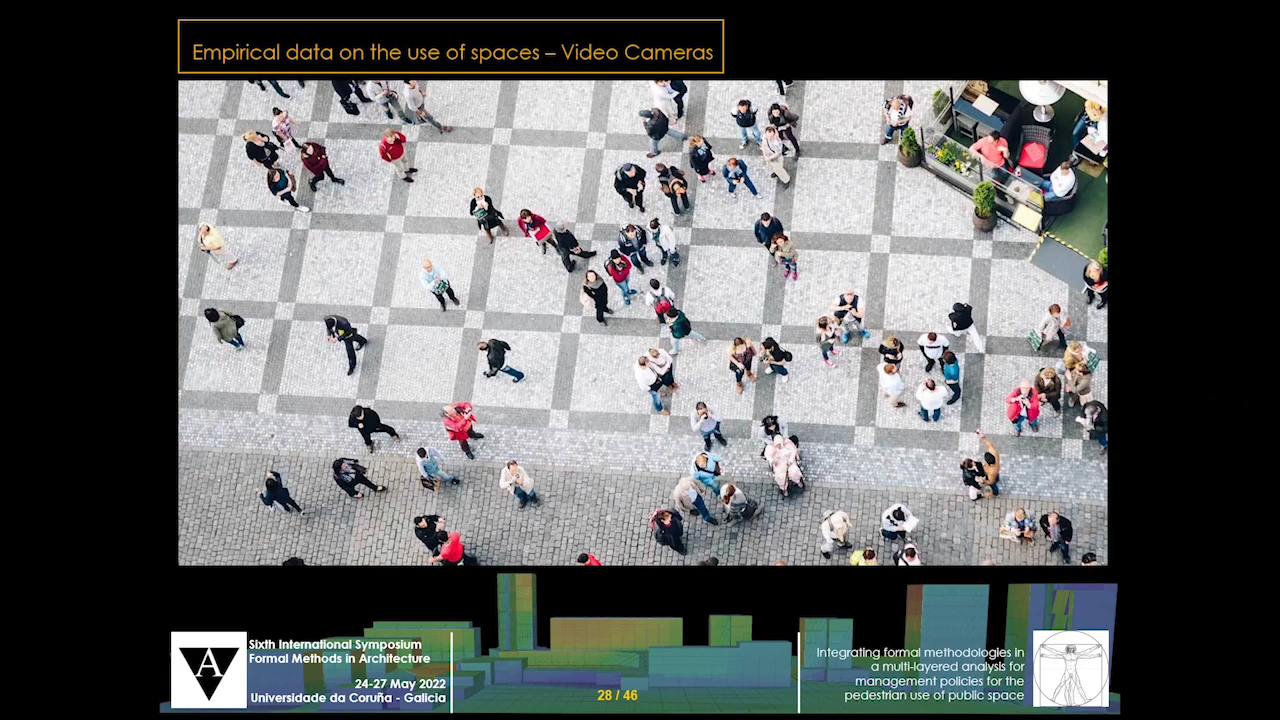 Empirical data on the use of spaces – Video Cameras
A
Sixth International Symposium
Formal Methods in Architecture
24-27 May 2022
Universidade da Coruña - Galicia
28 / 46
Integrating formal methodologies in
a multi-layered analysis for
management policies for the
pedestrian use of public space